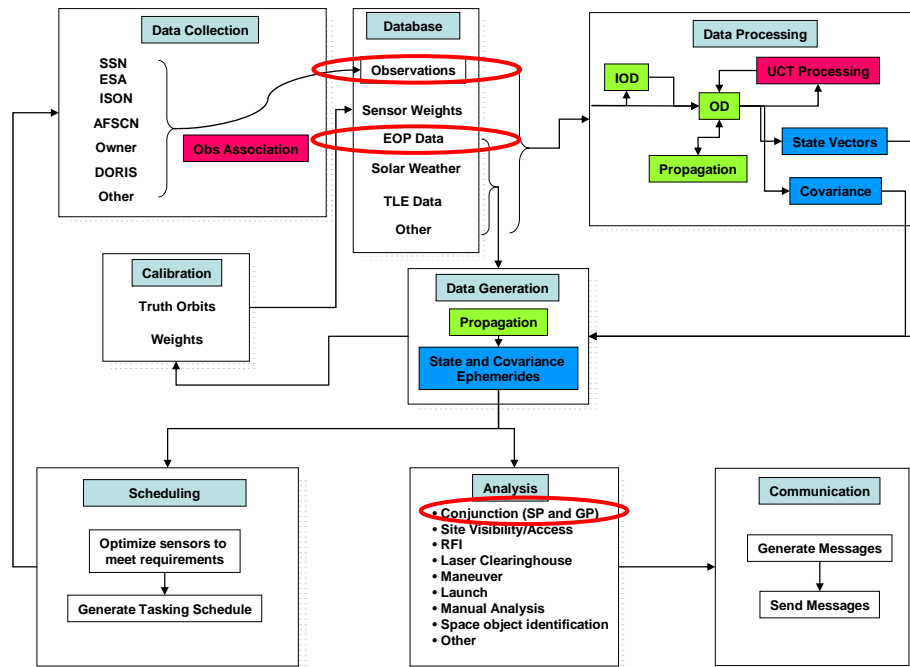 Data Collection
SSN
ESA
ISON
AFSCN
Owner
DORIS
Other
Obs Association
Database
Observations
Sensor Weights
EOP Data
Solar Weather
TLE Data
Other
Data Processing
IOD
OD
UCT Processing
Propagation
State Vectors
Covariance
Calibration
Truth Orbits
Weights
Data Generation
Propagation
State and Covariance
Ephemerides
Scheduling
Optimize sensors to
meet requirements
Generate Tasking Schedule
Analysis
• Conjunction (SP and GP)
• Site Visibility/Access
• RFI
• Laser Clearinghouse
• Maneuver
• Launch
• Manual Analysis
• Space object identification
• Other
Communication
Generate Messages
Send Messages